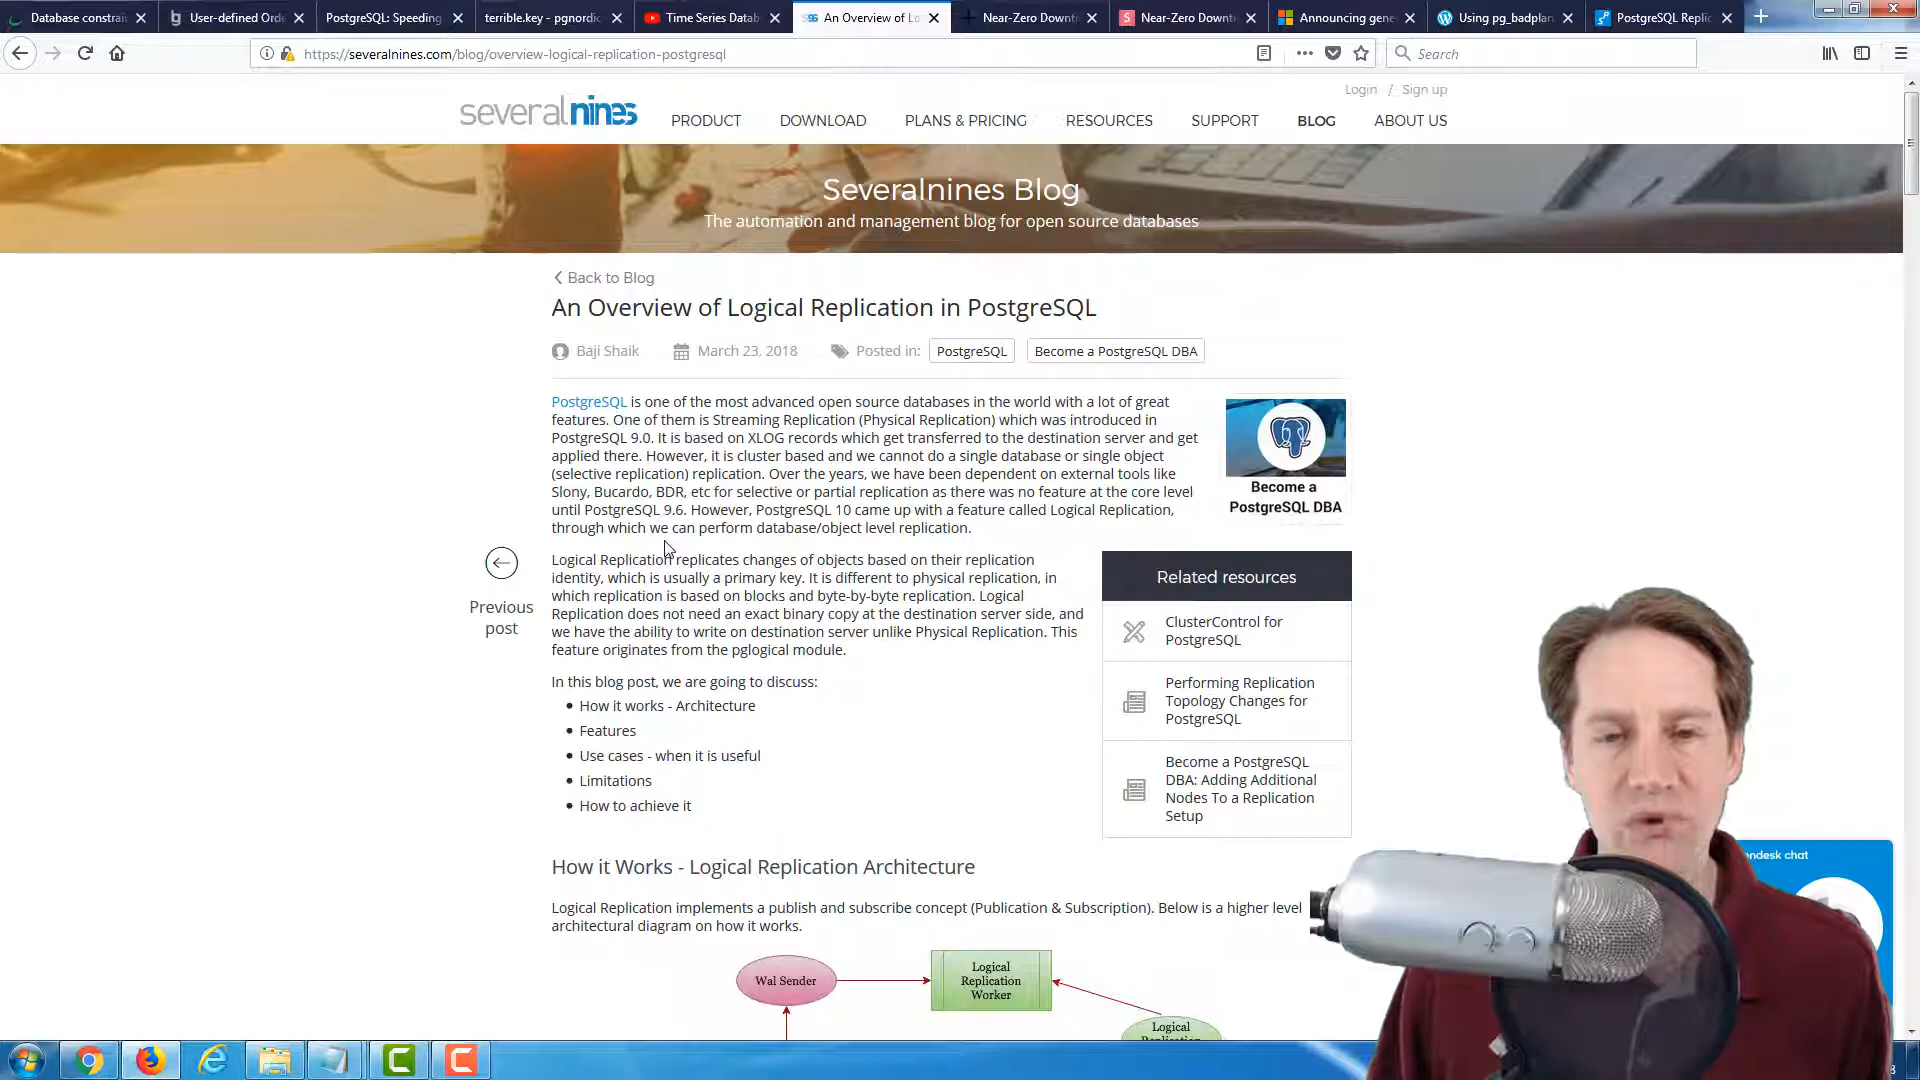 Database constrai
User-defined Orde
PostgreSQL: Speeding
terrible.key - pgnordic
Time Series Datab
An Overview of Lo
Near-Zero Downti
Near-Zero Downti
Announcing gene
Using pg_badplan
PostgreSQL Replic
https://severalnines.com/blog/overview-logical-replication-postgresql
Search
Login / Sign up
severalnines
PRODUCT
DOWNLOAD
PLANS & PRICING
RESOURCES
SUPPORT
BLOG
ABOUT US
Severalnines Blog
The automation and management blog for open source databases
Back to Blog
An Overview of Logical Replication in PostgreSQL
Baji Shaik
March 23, 2018
Posted in:
PostgreSQL
Become a PostgreSQL DBA
PostgreSQL is one of the most advanced open source databases in the world with a lot of great
features. One of them is Streaming Replication (Physical Replication) which was introduced in
PostgreSQL 9.0. It is based on XLOG records which get transferred to the destination server and get
applied there. However, it is cluster based and we cannot do a single database or single object
(selective replication) replication. Over the years, we have been dependent on external tools like
Slony, Bucardo, BDR, etc for selective or partial replication as there was no feature at the core level
until PostgreSQL 9.6. However, PostgreSQL 10 came up with a feature called Logical Replication,
through which we can perform database/object level replication.
Become a
PostgreSQL DBA
Logical Replication replicates changes of objects based on their replication
identity, which is usually a primary key. It is different to physical replication, in
which replication is based on blocks and byte-by-byte replication. Logical
Replication does not need an exact binary copy at the destination server side, and
we have the ability to write on destination server unlike Physical Replication. This
feature originates from the pglogical module.
Previous
post
In this blog post, we are going to discuss:
• How it works - Architecture
• Features
• Use cases - when it is useful
• Limitations
• How to achieve it
Related resources
ClusterControl for
PostgreSQL
Performing Replication
Topology Changes for
PostgreSQL
Become a PostgreSQL
DBA: Adding Additional
Nodes To a Replication
Setup
How it Works - Logical Replication Architecture
Logical Replication implements a publish and subscribe concept (Publication & Subscription). Below is a higher level
architectural diagram on how it works.
Wal Sender
Logical
Replication
Worker
Logical
endesk chat